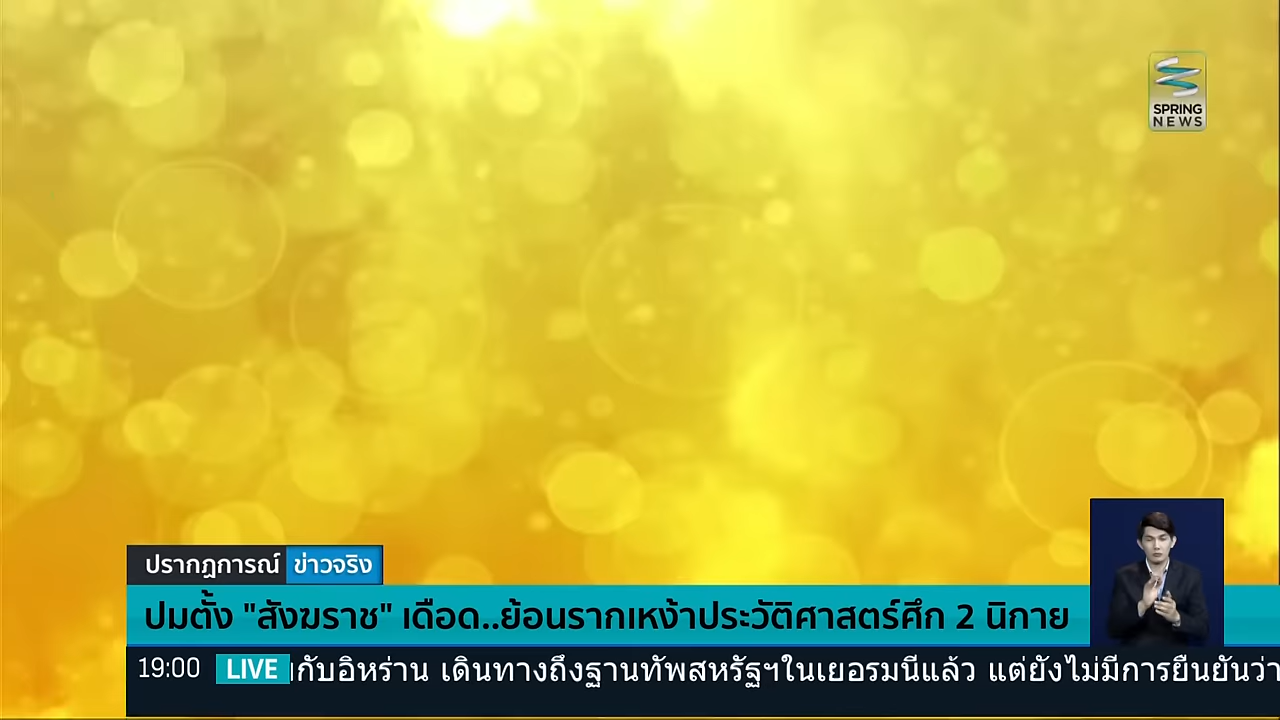 SPRING
NEWS
ปรากฏการณ์ ข่าวจริง
ปมตั้ง "สังฆราช" เดือด..ย้อนรากเหง้าประวัติศาสตร์ศึก 2 นิกาย
19:00 LIVE กับอิหร่าน เดินทางถึงฐานทัพสหรัฐฯในเยอรมนีแล้ว แต่ยังไม่มีการยืนยันว่า